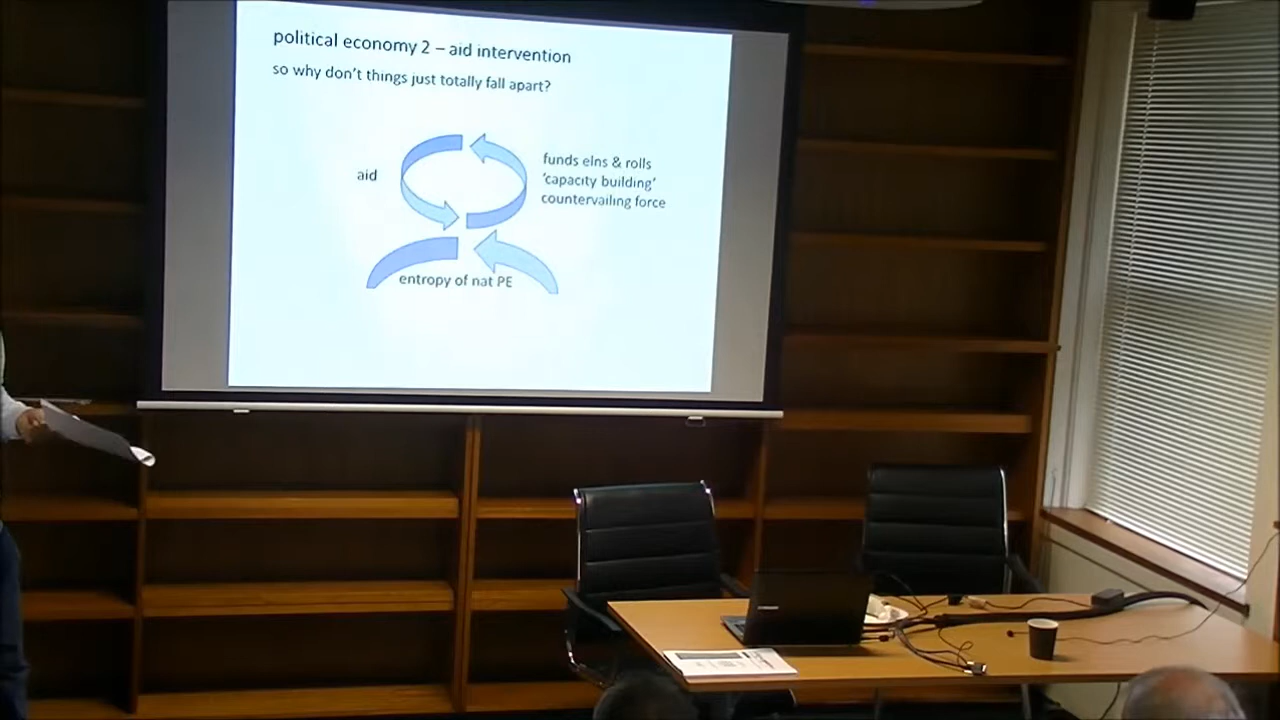 political economy 2 – aid intervention
so why don't things just totally fall apart?
aid
funds elns & rolls
'capacity building'
countervailing force
entropy of nat PE